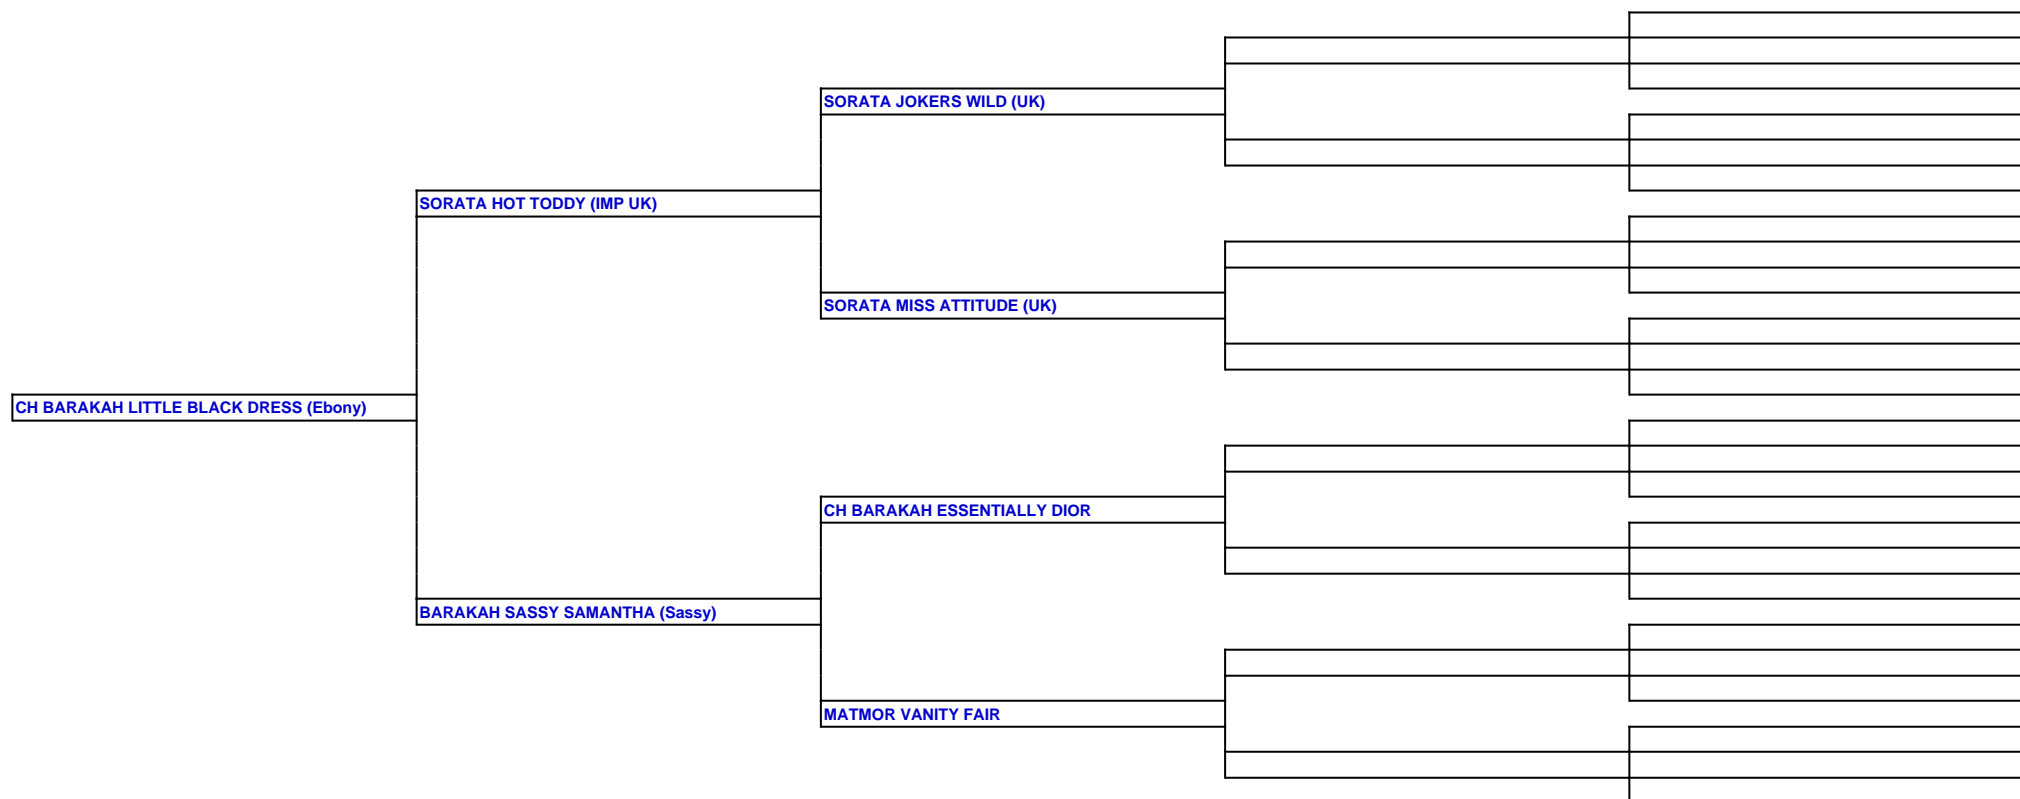 SORATA JOKERS WILD (UK)
SORATA HOT TODDY (IMP UK)
SORATA MISS ATTITUDE (UK)
CH BARAKAH LITTLE BLACK DRESS (Ebony)
CH BARAKAH ESSENTIALLY DIOR
BARAKAH SASSY SAMANTHA (Sassy)
MATMOR VANITY FAIR